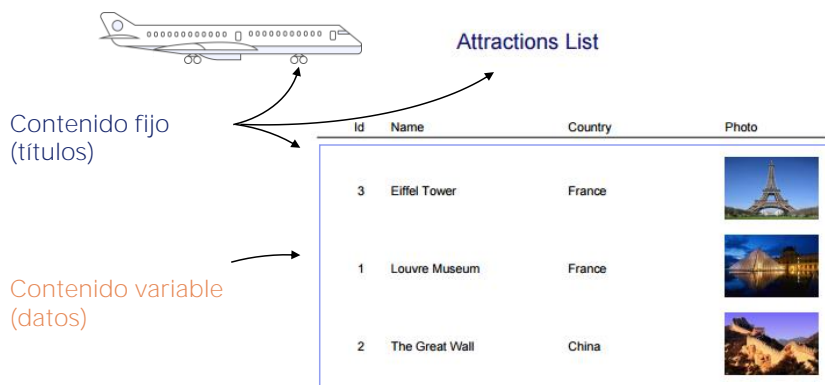 Attractions List
Contenido fijo
(títulos)
Id Name Country Photo
3 Eiffel Tower France
1 Louvre Museum France
Contenido variable
(datos)
2 The Great Wall China